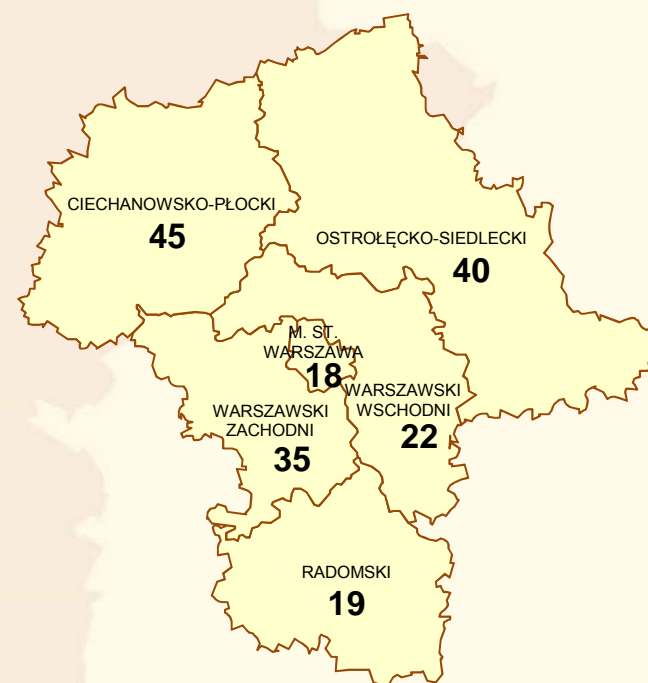 CIECHANOWSKO-PŁOCKI
45
OSTROŁĘCKO-SIEDLECKI
40
M. ST.
WARSZAWA
18
WARSZAWSKI
WSCHODNI
22
WARSZAWSKI
ZACHODNI
35
RADOMSKI
19